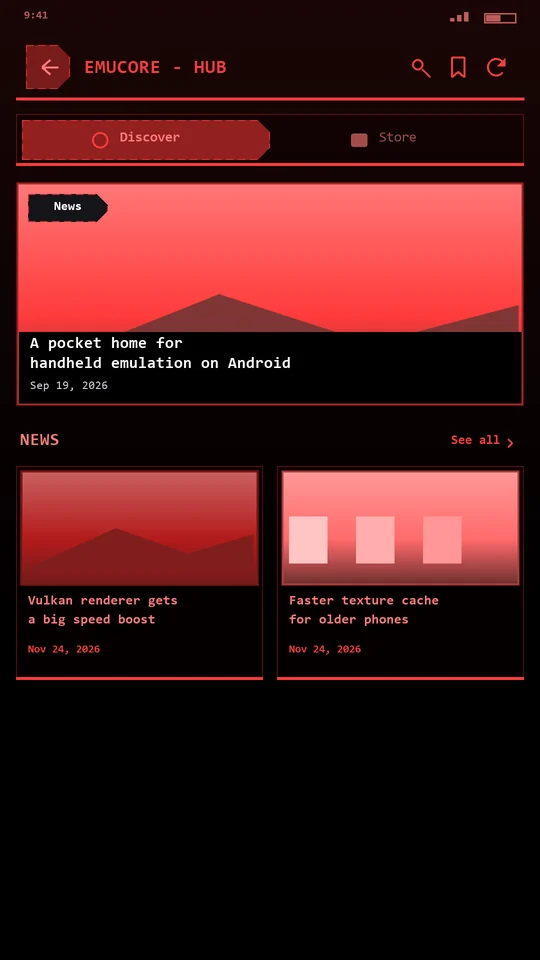 9:41
EMUCORE - HUB
Discover
Store
News
A pocket home for
handheld emulation on Android
Sep 19, 2026
NEWS
See all
Vulkan renderer gets
a big speed boost
Nov 24, 2026
Faster texture cache
for older phones
Nov 24, 2026